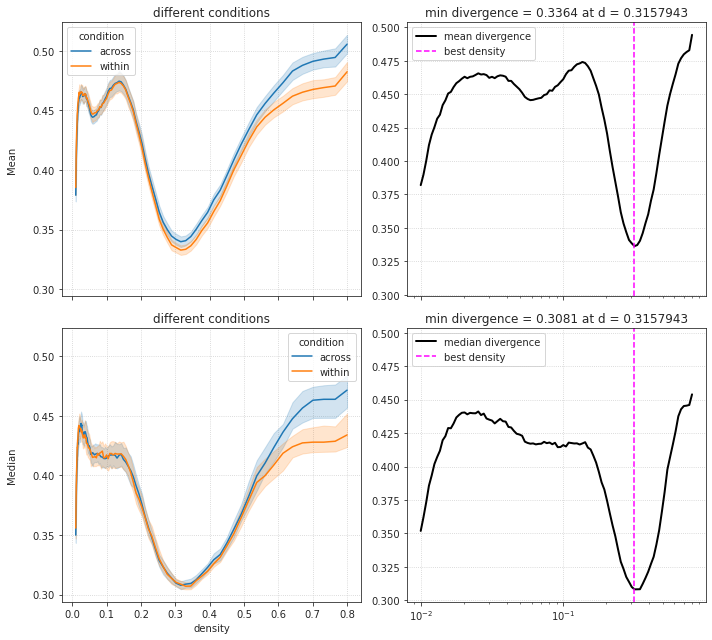 different conditions
condition
across
within
0.50
0.45
0.40
0.35
0.30
Mean
min divergence = 0.3364 at d = 0.3157943
mean divergence
best density
0.500
0.475
0.450
0.425
0.400
0.375
0.350
0.325
0.300
different conditions
condition
across
within
0.50
0.45
0.40
0.35
0.30
Median
0.0 0.1 0.2 0.3 0.4 0.5 0.6 0.7 0.8
density
min divergence = 0.3081 at d = 0.3157943
median divergence
best density
0.500
0.475
0.450
0.425
0.400
0.375
0.350
0.325
0.300
10⁻² 10⁻¹